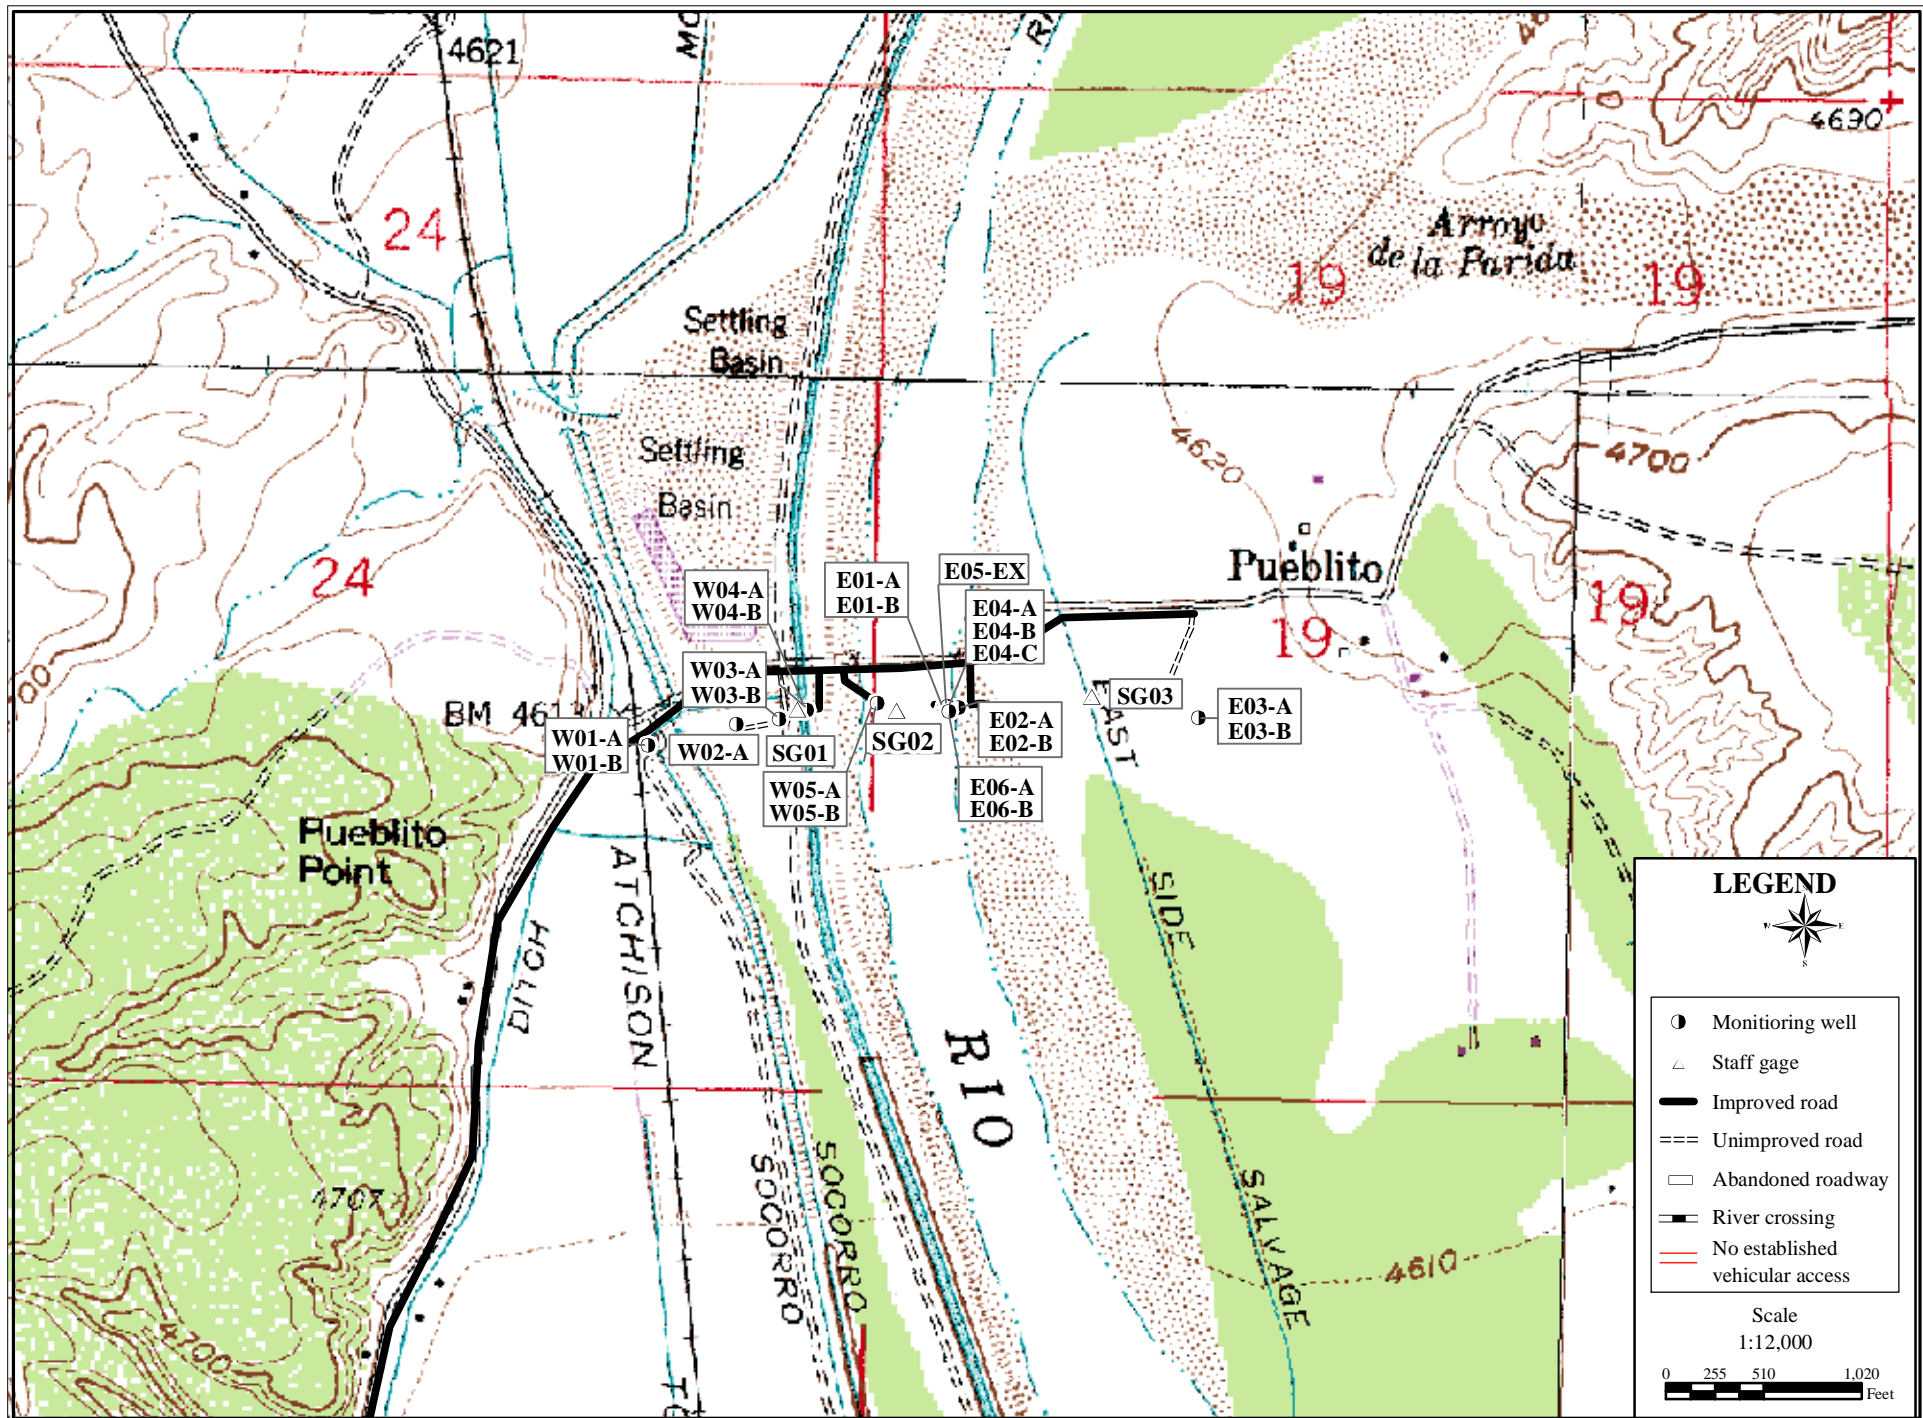 4621
24
4690
Arroyo
de la Parida
19
19
Settling
Basin
Settling
Basin
4620
4700
24
Pueblito
19
19
W04-A
W04-B
E01-A
E01-B
E05-EX
E04-A
E04-B
E04-C
W03-A
W03-B
SG03
E03-A
E03-B
BM 461
W01-A
W01-B
W02-A
SG01
SG02
E02-A
E02-B
W05-A
W05-B
E06-A
E06-B
EAST
SIDE
SALVAGE
Pueblito
Point
DITCH
ATCHISON
RIO
SOCORRO
SOCORRO
4707
4700
4610
LEGEND
W
E
S
Monitioring well
Staff gage
Improved road
Unimproved road
Abandoned roadway
River crossing
No established
vehicular access
Scale
1:12,000
0 255 510 1,020
Feet